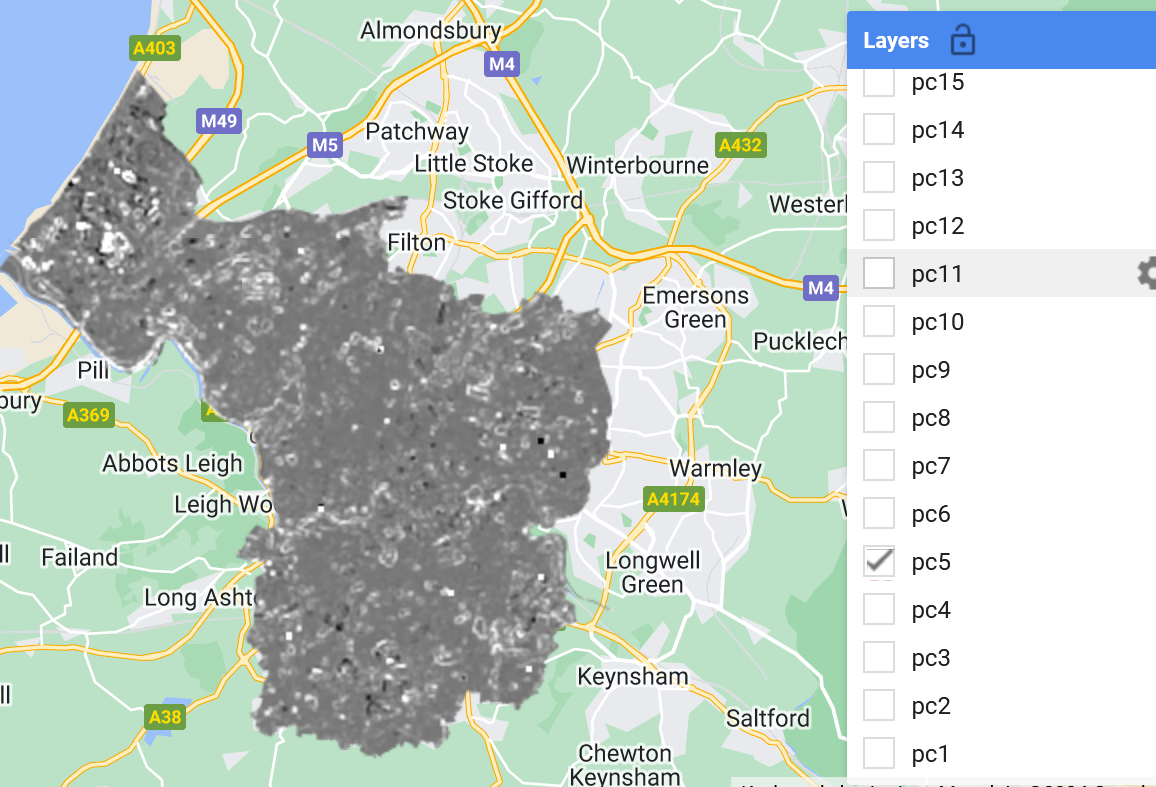 Almondsbury
A403
M4
M49
Patchway
M5
Little Stoke
Winterbourne
A432
Stoke Gifford
Filton
M4
Emersons
Green
Pill
A369
Abbots Leigh
Warmley
Leigh Wo
A4174
Failand
Longwell
Green
Long Ashto
Keynsham
A38
Saltford
Chewton
Keynsham
Westerl
Pucklech
bury
Layers
pc15
pc14
pc13
pc12
pc11
pc10
pc9
pc8
pc7
pc6
pc5
pc4
pc3
pc2
pc1